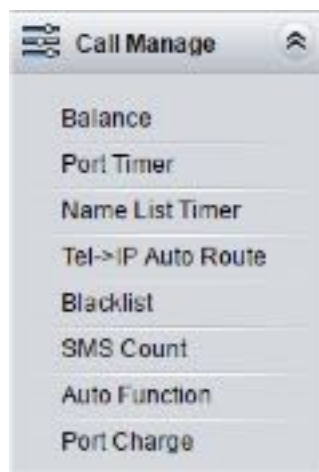 Call Manage
Balance
Port Timer
Name List Timer
Tel->IP Auto Route
Blacklist
SMS Count
Auto Function
Port Charge